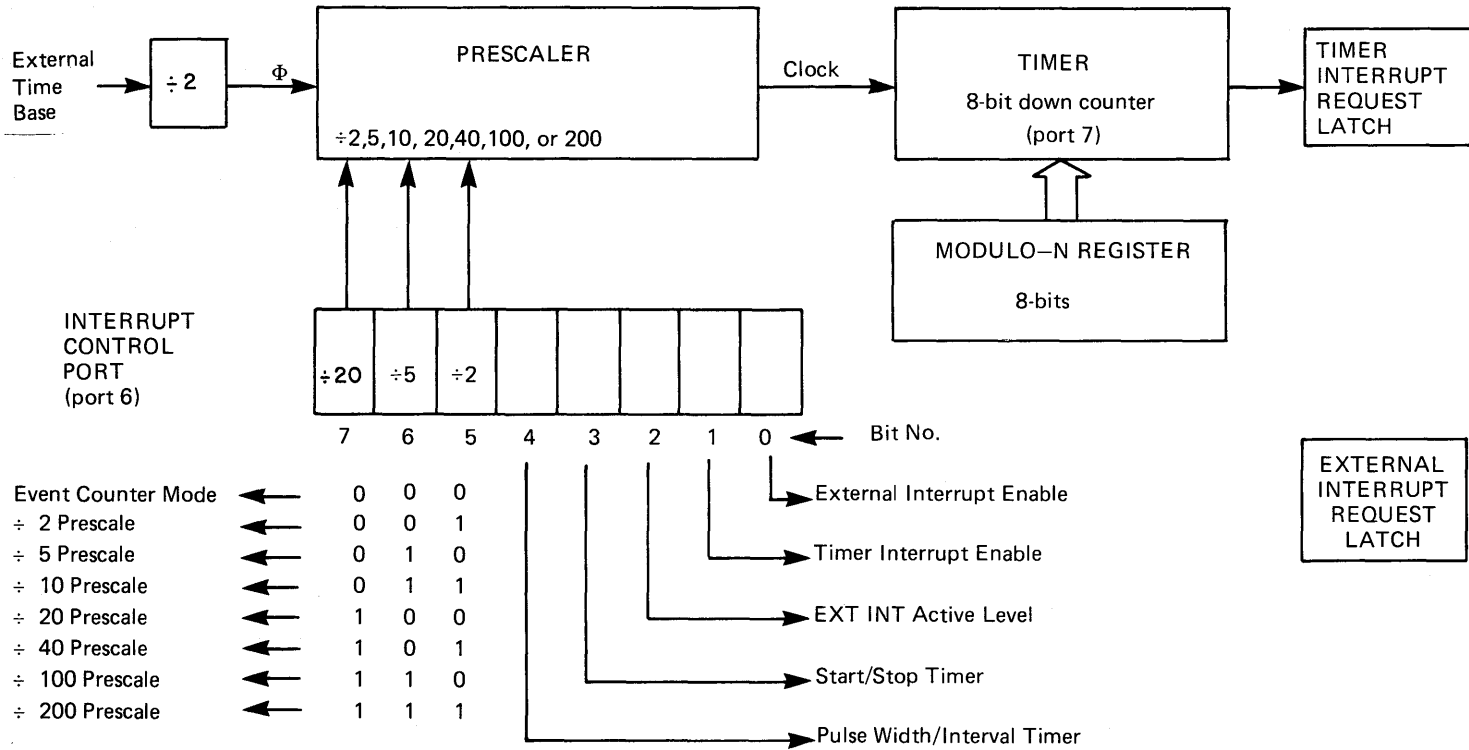 External
Time
Base
÷2
Φ
PRESCALER
÷2,5,10, 20,40,100, or 200
Clock
TIMER
8-bit down counter
(port 7)
TIMER
INTERRUPT
REQUEST
LATCH
MODULO–N REGISTER
8-bits
INTERRUPT
CONTROL
PORT
(port 6)
÷20 ÷5 ÷2
7 6 5 4 3 2 1 0 Bit No.
Event Counter Mode 0 0 0
÷ 2 Prescale 0 0 1
÷ 5 Prescale 0 1 0
÷ 10 Prescale 0 1 1
÷ 20 Prescale 1 0 0
÷ 40 Prescale 1 0 1
÷ 100 Prescale 1 1 0
÷ 200 Prescale 1 1 1
External Interrupt Enable
Timer Interrupt Enable
EXT INT Active Level
Start/Stop Timer
Pulse Width/Interval Timer
EXTERNAL
INTERRUPT
REQUEST
LATCH